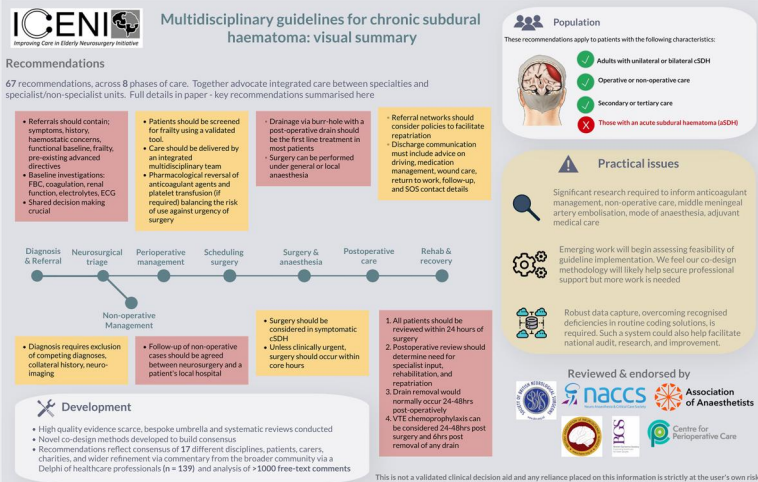 ICENI
Improving Care in Elderly Neurosurgery Initiative
Multidisciplinary guidelines for chronic subdural
haematoma: visual summary
Recommendations
67 recommendations, across 8 phases of care. Together advocate integrated care between specialties and
specialist/non-specialist units. Full details in paper - key recommendations summarised here
• Referrals should contain;
symptoms, history,
haemostatic concerns,
functional baseline, frailty,
pre-existing advanced
directives
• Baseline investigations:
FBC, coagulation, renal
function, electrolytes, ECG
• Shared decision making
crucial
• Patients should be screened
for frailty using a validated
tool.
• Care should be delivered by
an integrated
multidisciplinary team
• Pharmacological reversal of
anticoagulant agents and
platelet transfusion (if
required) balancing the risk
of use against urgency of
surgery
• Drainage via burr-hole with a
post-operative drain should
be the first line treatment in
most patients
• Surgery can be performed
under general or local
anaesthesia
• Referral networks should
consider policies to facilitate
repatriation
• Discharge communication
must include advice on
driving, medication
management, wound care,
return to work, follow-up,
and SOS contact details
Diagnosis
& Referral
Neurosurgical
triage
Perioperative
management
Scheduling
surgery
Surgery &
anaesthesia
Postoperative
care
Rehab &
recovery
Non-operative
Management
• Diagnosis requires exclusion
of competing diagnoses,
collateral history, neuro-
imaging
• Follow-up of non-operative
cases should be agreed
between neurosurgery and a
patient's local hospital
• Surgery should be
considered in symptomatic
cSDH
• Unless clinically urgent,
surgery should occur within
core hours
1. All patients should be
reviewed within 24 hours of
surgery
2. Postoperative review should
determine need for
specialist input,
rehabilitation, and
repatriation
3. Drain removal would
normally occur 24-48hrs
post-operatively
4. VTE chemoprophylaxis can
be considered 24-48hrs post
surgery and 6hrs post
removal of any drain
Development
• High quality evidence scarce, bespoke umbrella and systematic reviews conducted
• Novel co-design methods developed to build consensus
• Recommendations reflect consensus of 17 different disciplines, patients, carers,
charities, and wider refinement via commentary from the broader community via a
Delphi of healthcare professionals (n = 139) and analysis of >1000 free-text comments
Population
These recommendations apply to patients with the following characteristics:
Adults with unilateral or bilateral cSDH
Operative or non-operative care
Secondary or tertiary care
Those with an acute subdural haematoma (aSDH)
Practical issues
Significant research required to inform anticoagulant
management, non-operative care, middle meningeal
artery embolisation, mode of anaesthesia, adjuvant
medical care
Emerging work will begin assessing feasibility of
guideline implementation. We feel our co-design
methodology will likely help secure professional
support but more work is needed
Robust data capture, overcoming recognised
deficiencies in routine coding solutions, is
required. Such a system could also help facilitate
national audit, research, and improvement.
Reviewed & endorsed by
naccs
Association
of Anaesthetists
BGS
Centre for
Perioperative Care
This is not a validated clinical decision aid and any reliance placed on this information is strictly at the user's own risk